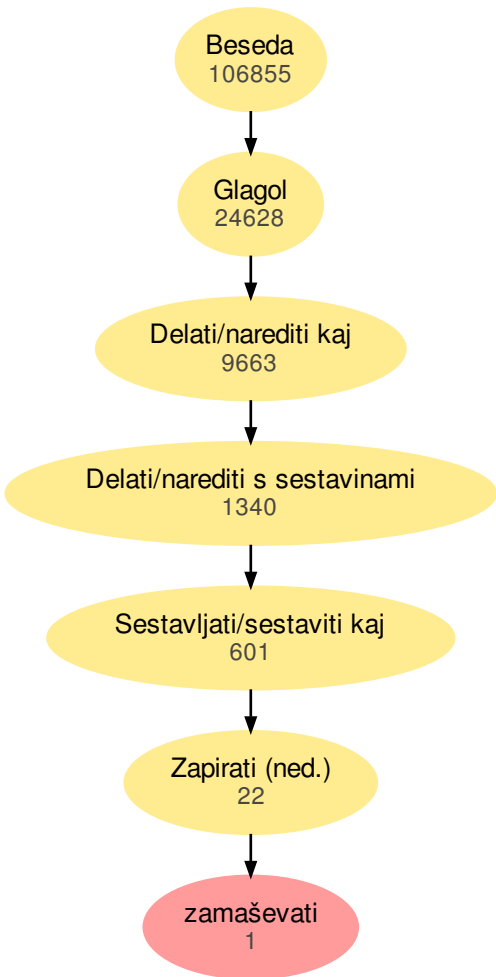 Beseda
106855
Glagol
24628
Delati/narediti kaj
9663
Delati/narediti s sestavinami
1340
Sestavljati/sestaviti kaj
601
Zapirati (ned.)
22
zamaševati
1